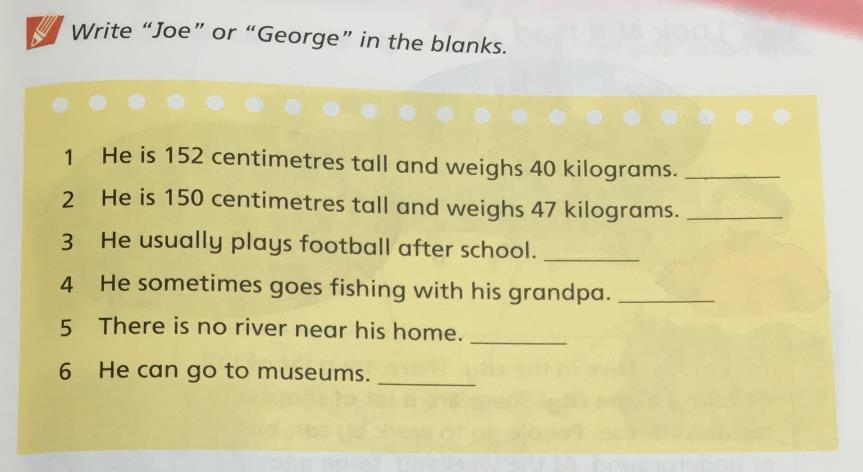 Write “Joe” or “George” in the blanks.
1 He is 152 centimetres tall and weighs 40 kilograms. ________
2 He is 150 centimetres tall and weighs 47 kilograms. ________
3 He usually plays football after school. ________
4 He sometimes goes fishing with his grandpa. ________
5 There is no river near his home. ________
6 He can go to museums. ________